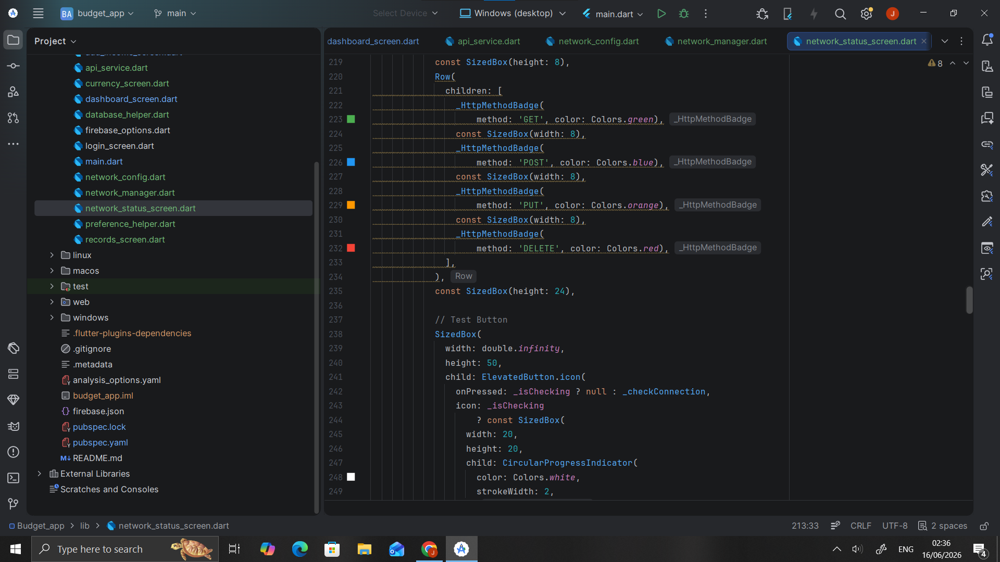 BA budget_app
main
Select Device
Windows (desktop)
main.dart
J
Project
dashboard_screen.dart
api_service.dart
network_config.dart
network_manager.dart
network_status_screen.dart
api_service.dart
currency_screen.dart
dashboard_screen.dart
database_helper.dart
firebase_options.dart
login_screen.dart
main.dart
network_config.dart
network_manager.dart
network_status_screen.dart
preference_helper.dart
records_screen.dart
linux
macos
test
web
windows
.flutter-plugins-dependencies
.gitignore
.metadata
analysis_options.yaml
budget_app.iml
firebase.json
pubspec.lock
pubspec.yaml
M↓ README.md
External Libraries
Scratches and Consoles
8
219 const SizedBox(height: 8),
220 Row(
221 children: [
222 _HttpMethodBadge(
223 method: 'GET', color: Colors.green), _HttpMethodBadge
224 const SizedBox(width: 8),
225 _HttpMethodBadge(
226 method: 'POST', color: Colors.blue), _HttpMethodBadge
227 const SizedBox(width: 8),
228 _HttpMethodBadge(
229 method: 'PUT', color: Colors.orange), _HttpMethodBadge
230 const SizedBox(width: 8),
231 _HttpMethodBadge(
232 method: 'DELETE', color: Colors.red), _HttpMethodBadge
233 ],
234 ), Row
235 const SizedBox(height: 24),
236
237 // Test Button
238 SizedBox(
239 width: double.infinity,
240 height: 50,
241 child: ElevatedButton.icon(
242 onPressed: _isChecking ? null : _checkConnection,
243 icon: _isChecking
244 ? const SizedBox(
245 width: 20,
246 height: 20,
247 child: CircularProgressIndicator(
248 color: Colors.white,
249 strokeWidth: 2,
Budget_app > lib > network_status_screen.dart
213:33 CRLF UTF-8 2 spaces
Type here to search
J
ENG
02:36
16/06/2026
4